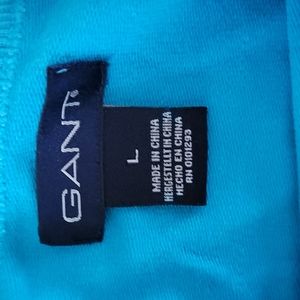 GANT
L
MADE IN CHINA
HERGESTELLT IN CHINA
HECHO EN CHINA
RN 0101293